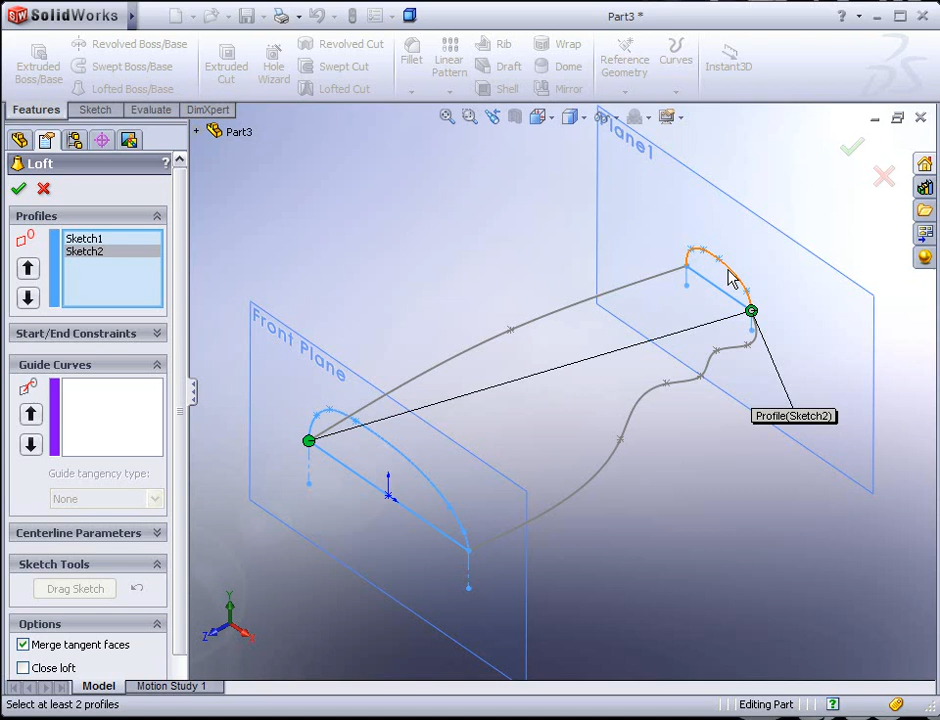 SolidWorks
Part3 *
Extruded Boss/Base
Revolved Boss/Base
Swept Boss/Base
Lofted Boss/Base
Extruded Cut
Hole Wizard
Revolved Cut
Swept Cut
Lofted Cut
Fillet
Linear Pattern
Rib
Draft
Shell
Wrap
Dome
Mirror
Reference Geometry
Curves
Instant3D
Features
Sketch
Evaluate
DimXpert
Part3
Loft
?
Profiles
Sketch1
Sketch2
Start/End Constraints
Guide Curves
Guide tangency type:
None
Centerline Parameters
Sketch Tools
Drag Sketch
Options
Merge tangent faces
Close loft
Plane1
Front Plane
Profile(Sketch2)
Y
Z
X
Model
Motion Study 1
Select at least 2 profiles
Editing Part
?